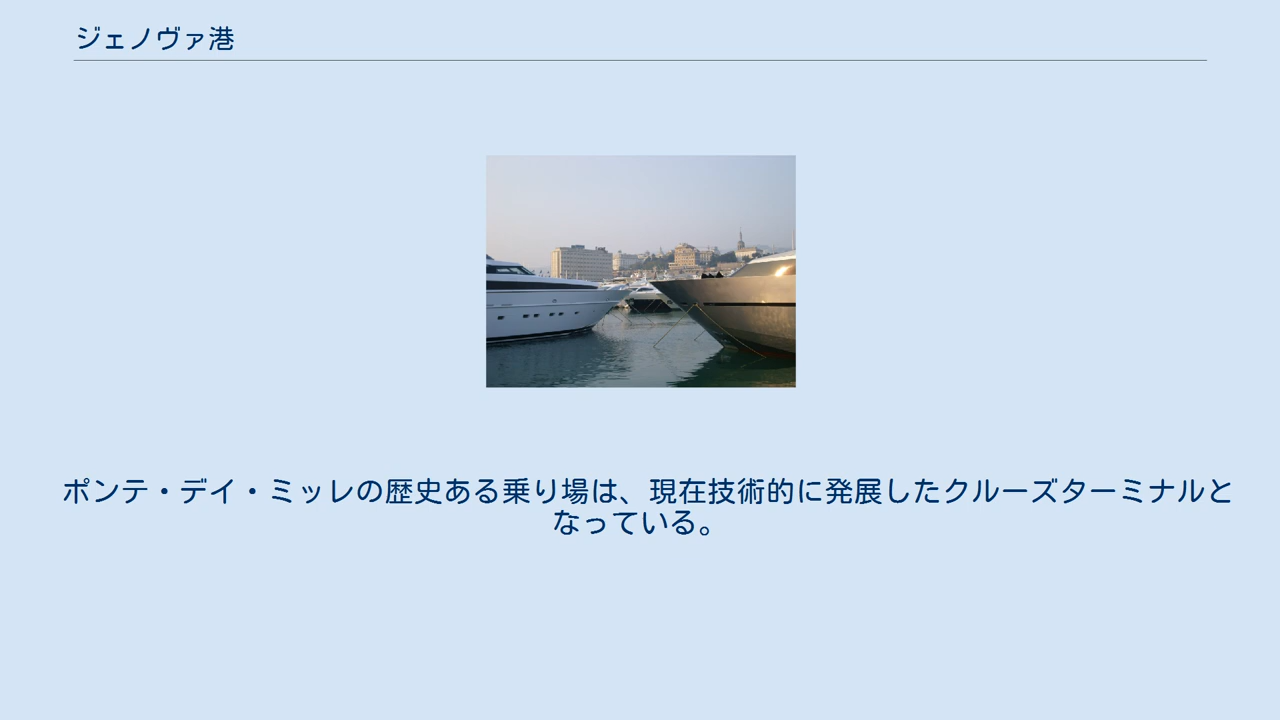 ジェノヴァ港
ポンテ・デイ・ミッレの歴史ある乗り場は、現在技術的に発展したクルーズターミナルと
なっている。